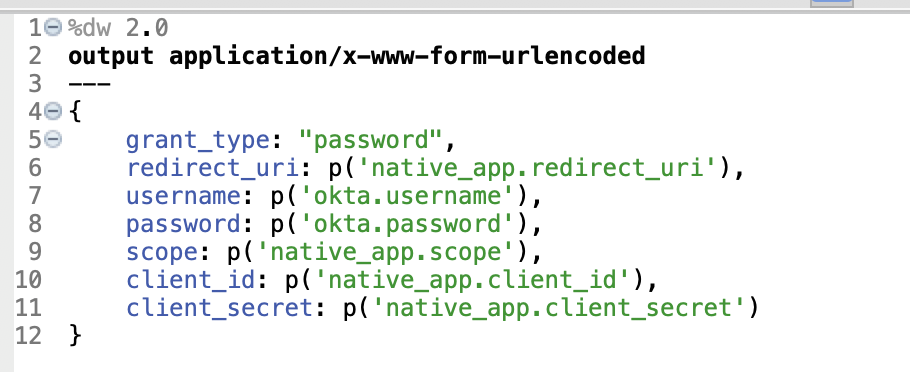 1 %dw 2.0
2 output application/x-www-form-urlencoded
3 ---
4 {
5 grant_type: "password",
6 redirect_uri: p('native_app.redirect_uri'),
7 username: p('okta.username'),
8 password: p('okta.password'),
9 scope: p('native_app.scope'),
10 client_id: p('native_app.client_id'),
11 client_secret: p('native_app.client_secret')
12 }